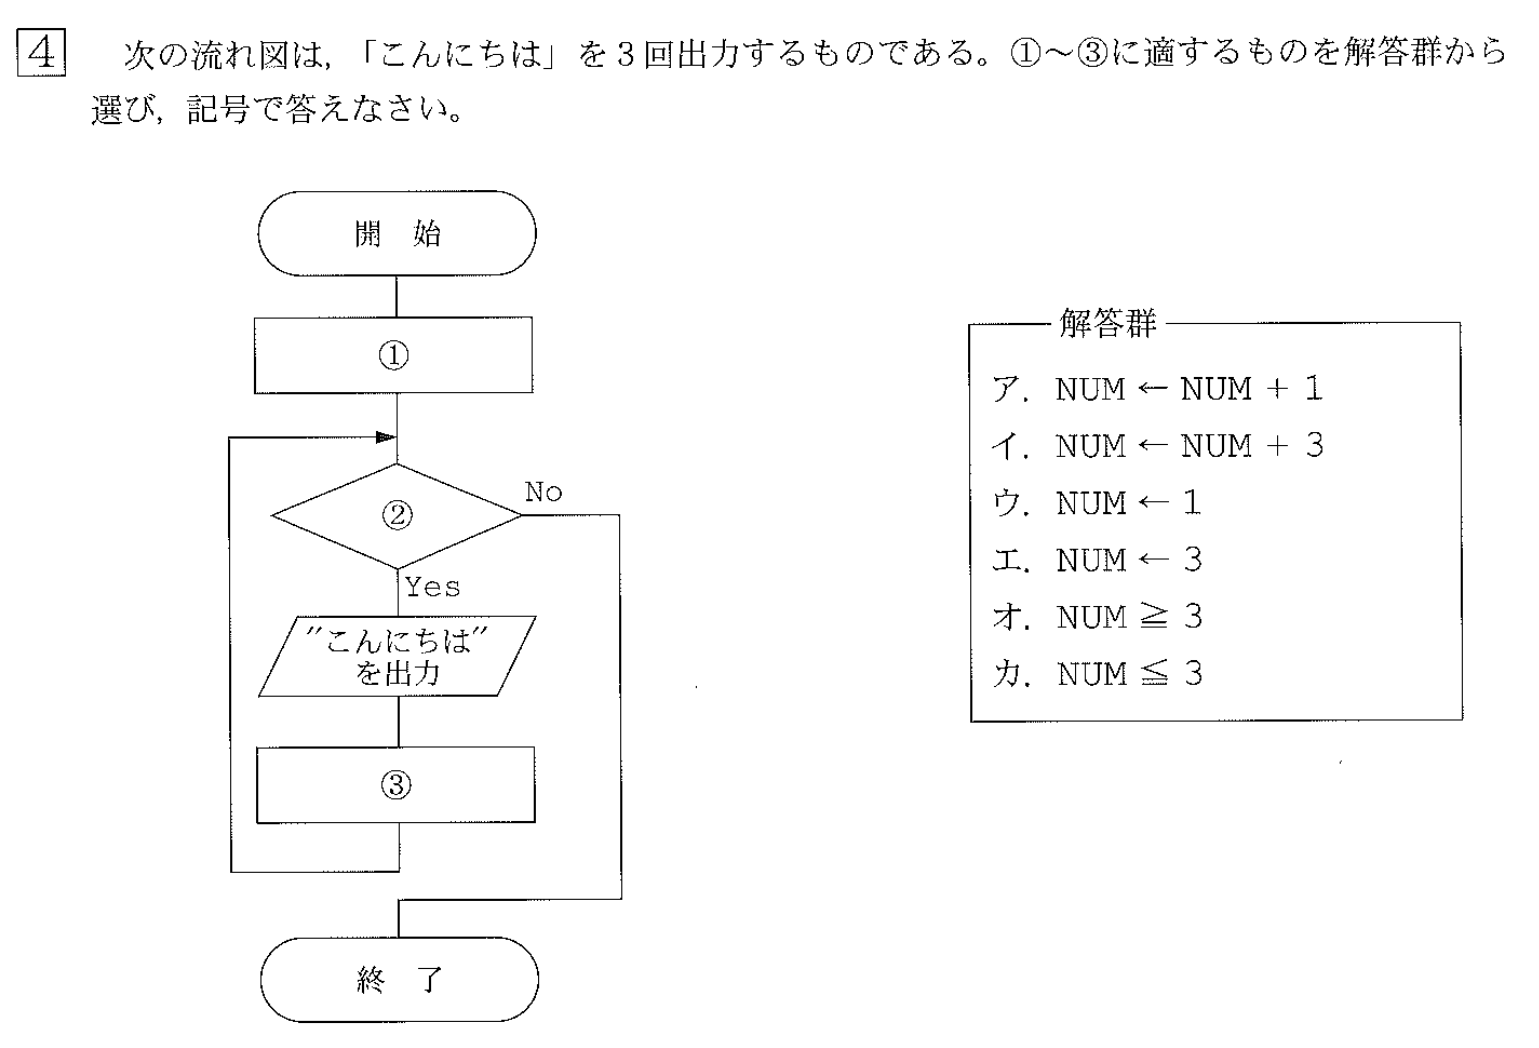 4 次の流れ図は，「こんにちは」を3回出力するものである。①～③に適するものを解答群から
選び，記号で答えなさい。
開 始
①
②
No
Yes
"こんにちは"
を出力
③
終 了
解答群
ア．NUM ← NUM + 1
イ．NUM ← NUM + 3
ウ．NUM ← 1
エ．NUM ← 3
オ．NUM ≧ 3
カ．NUM ≦ 3